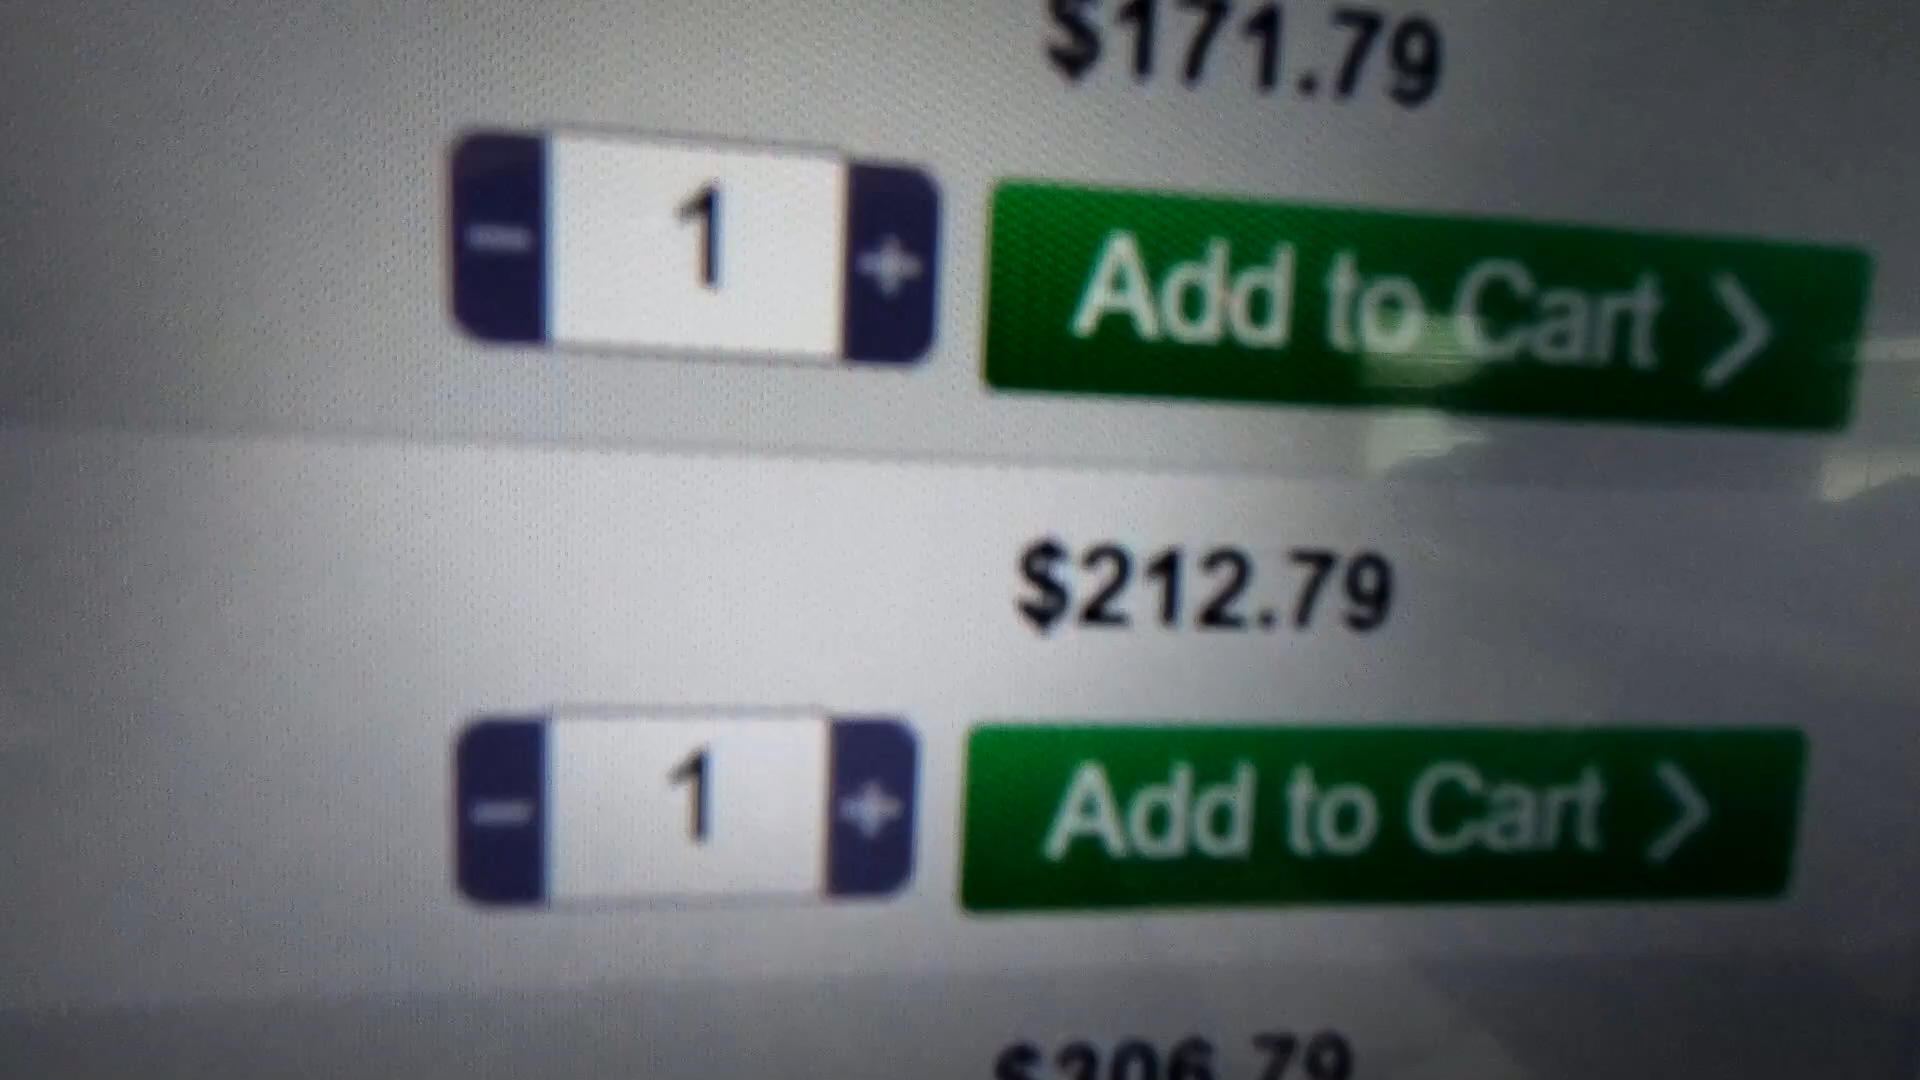 $171.79
- 1 + Add to Cart >
$212.79
- 1 + Add to Cart >